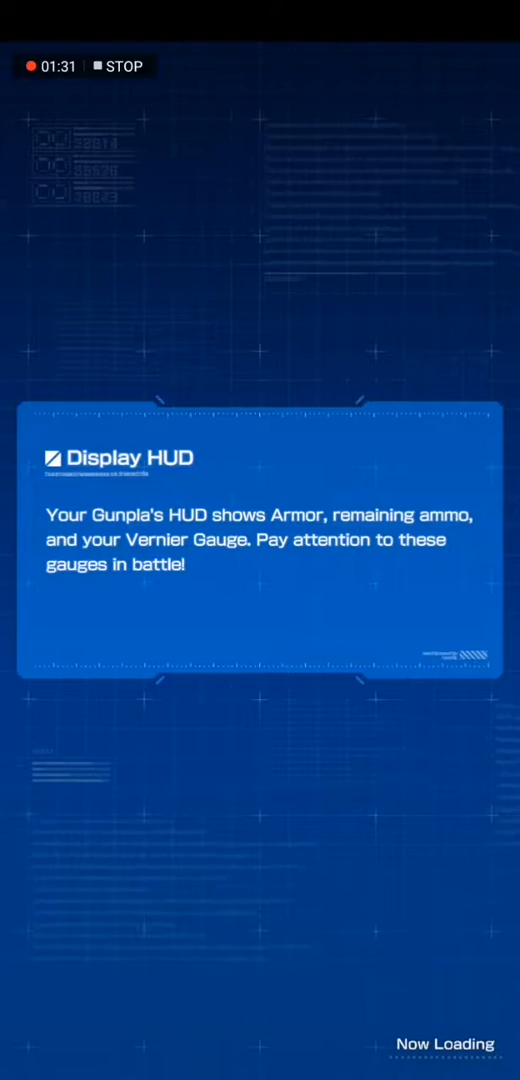 01:31 STOP
Display HUD
Your Gunpla's HUD shows Armor, remaining ammo,
and your Vernier Gauge. Pay attention to these
gauges in battle!
Now Loading